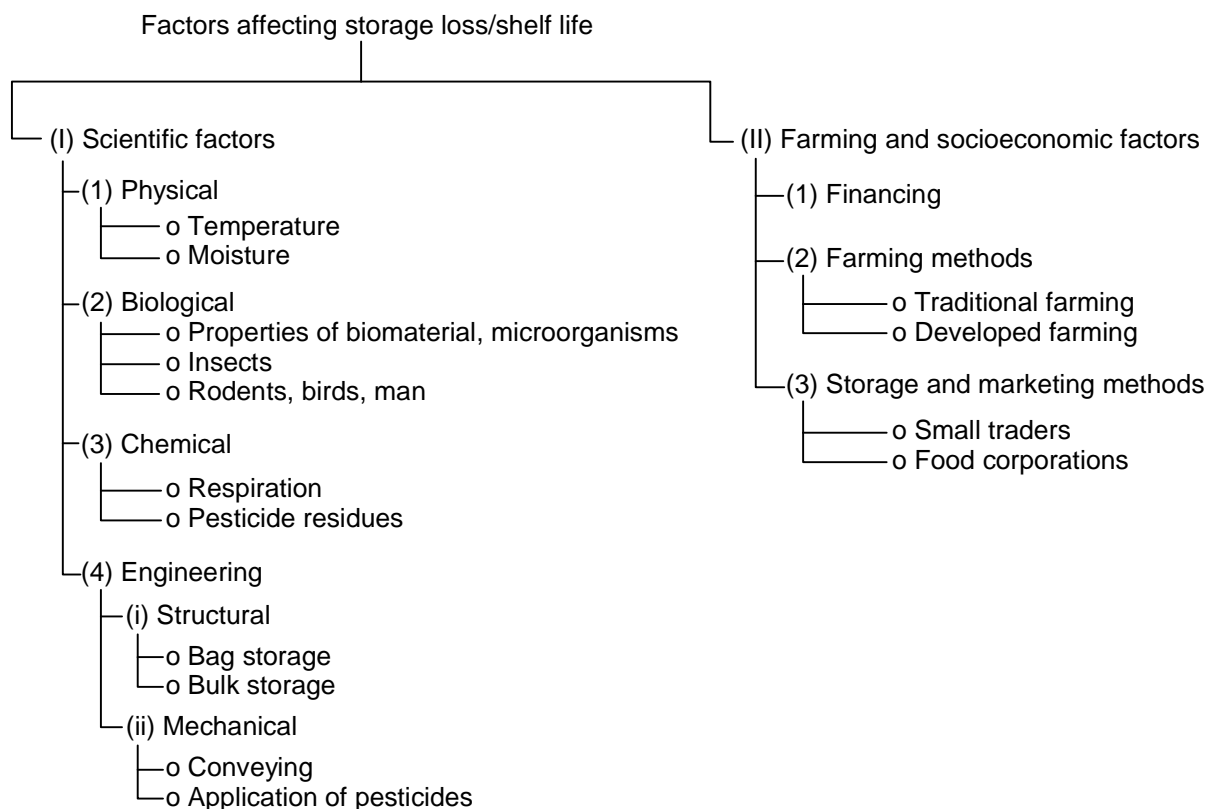 Factors affecting storage loss/shelf life
(I) Scientific factors
(1) Physical
o Temperature
o Moisture
(2) Biological
o Properties of biomaterial, microorganisms
o Insects
o Rodents, birds, man
(3) Chemical
o Respiration
o Pesticide residues
(4) Engineering
(i) Structural
o Bag storage
o Bulk storage
(ii) Mechanical
o Conveying
o Application of pesticides
(II) Farming and socioeconomic factors
(1) Financing
(2) Farming methods
o Traditional farming
o Developed farming
(3) Storage and marketing methods
o Small traders
o Food corporations